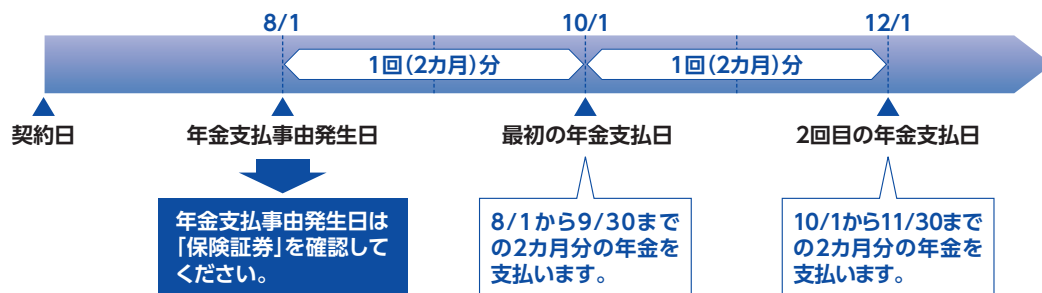 8/1
10/1
12/1
1回(2カ月)分
1回(2カ月)分
契約日
年金支払事由発生日
最初の年金支払日
2回目の年金支払日
年金支払事由発生日は
「保険証券」を確認して
ください。
8/1から9/30まで
の2カ月分の年金を
支払います。
10/1から11/30まで
の2カ月分の年金を
支払います。